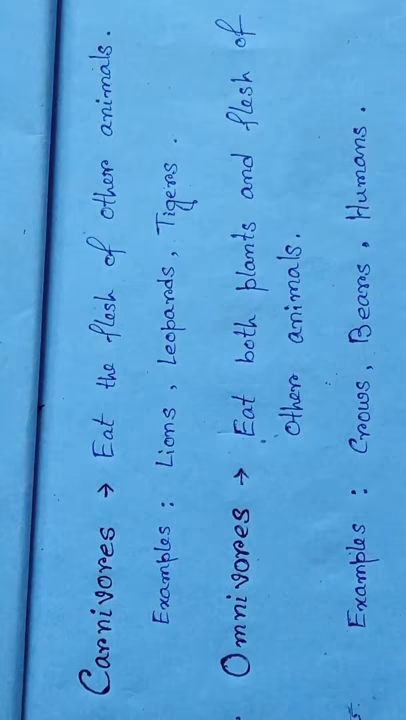 Carnivores → Eat the flesh of other animals.
Examples : Lions, Leopards, Tigers.
Omnivores → Eat both plants and flesh of
other animals.
Examples : Crows, Bears, Humans.